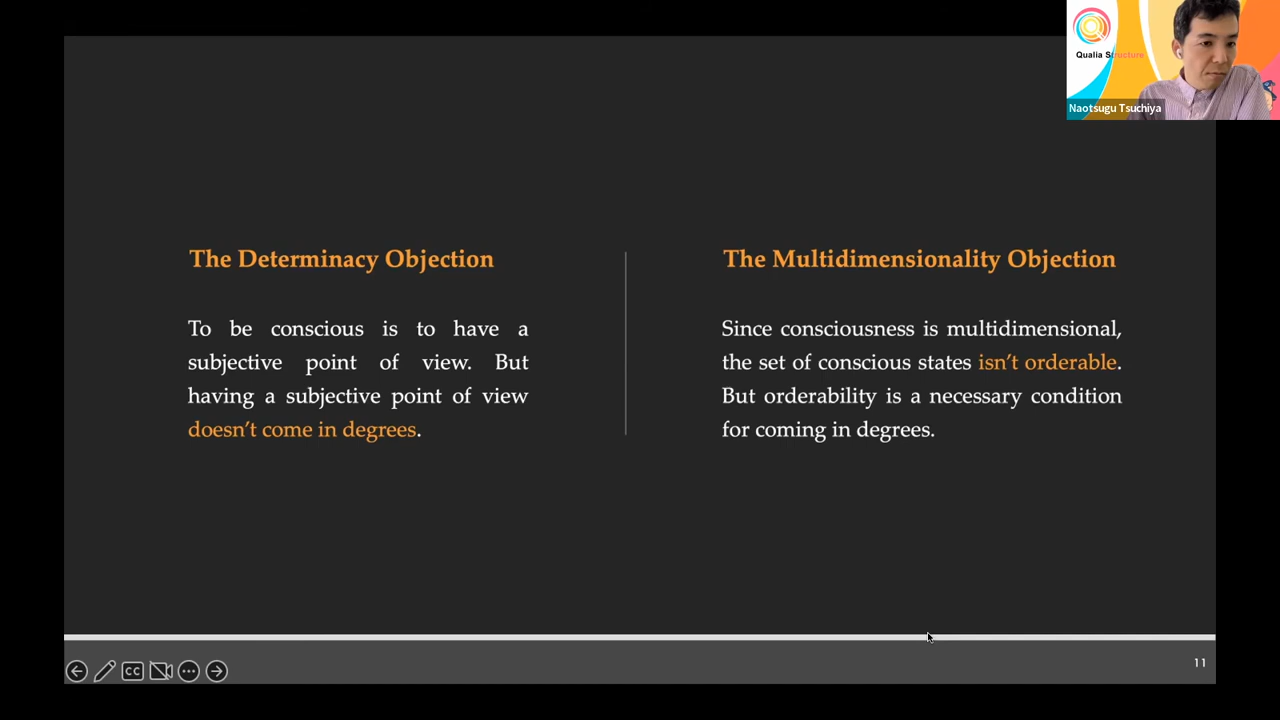 Qualia Structure
Naotsugu Tsuchiya
The Determinacy Objection
To be conscious is to have a
subjective point of view. But
having a subjective point of view
doesn't come in degrees.
The Multidimensionality Objection
Since consciousness is multidimensional,
the set of conscious states isn't orderable.
But orderability is a necessary condition
for coming in degrees.
CC
11